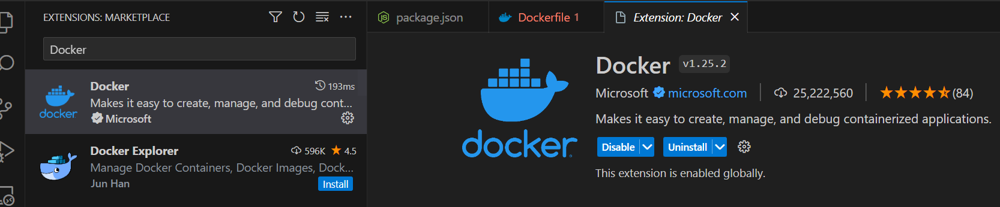 EXTENSIONS: MARKETPLACE
Docker
Docker
193ms
Makes it easy to create, manage, and debug cont...
Microsoft
docker
Docker Explorer
596K
4.5
Manage Docker Containers, Docker Images, Dock...
Jun Han
Install
package.json
Dockerfile 1
Extension: Docker
docker
Docker
v1.25.2
Microsoft
microsoft.com
25,222,560
(84)
Makes it easy to create, manage, and debug containerized applications.
Disable
Uninstall
This extension is enabled globally.